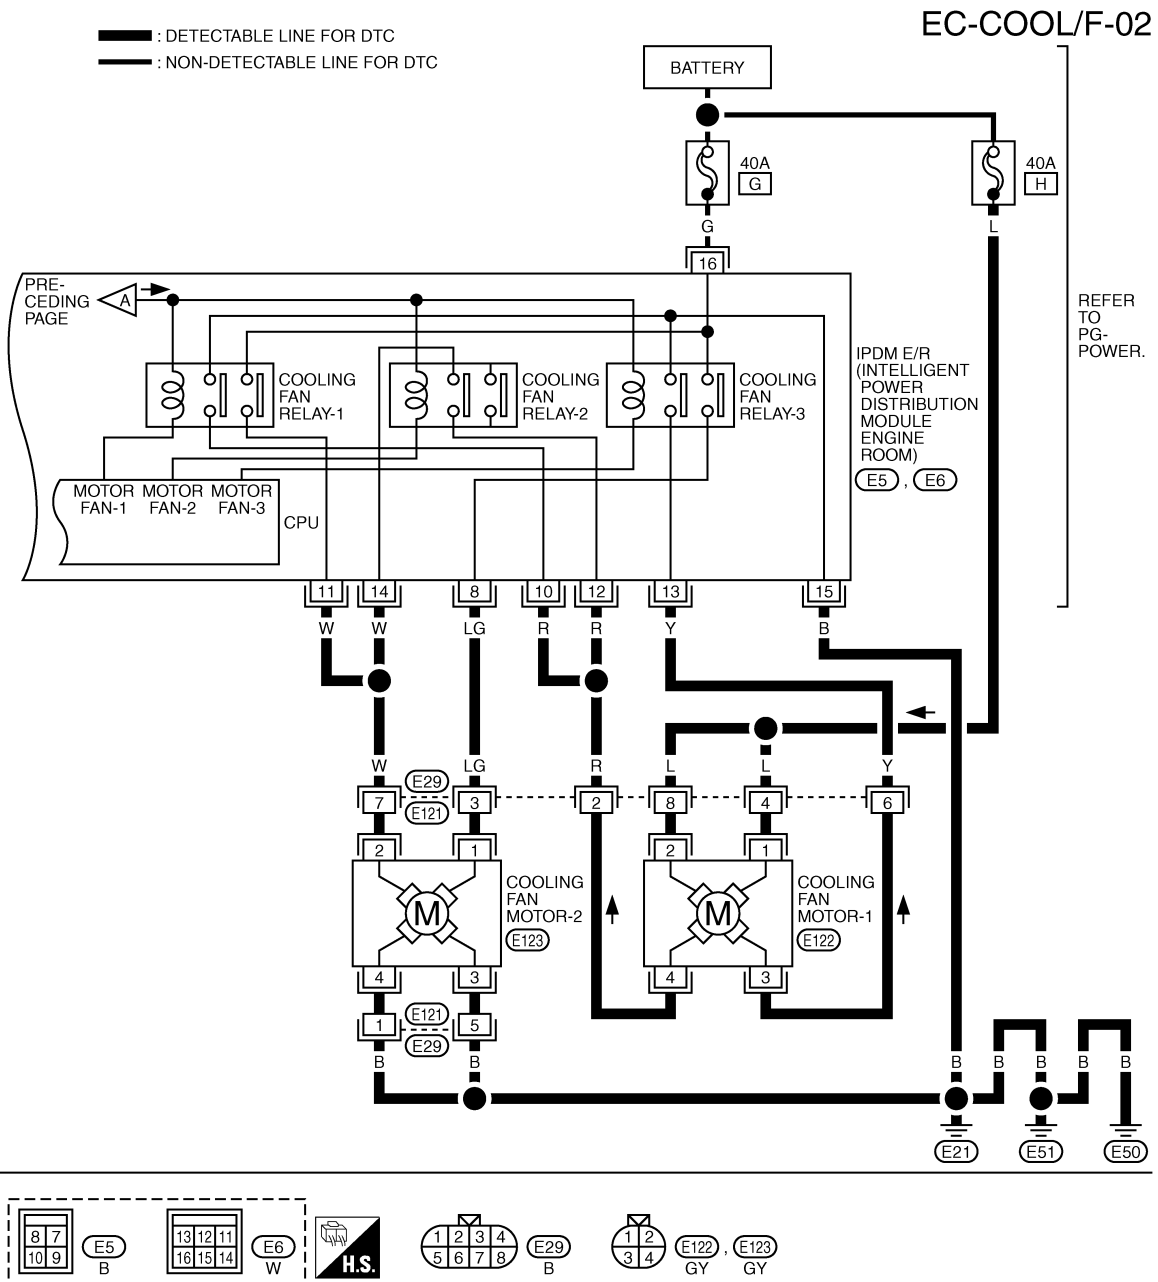 EC-COOL/F-02
: DETECTABLE LINE FOR DTC
: NON-DETECTABLE LINE FOR DTC
BATTERY
40A
G
40A
H
G
L
16
PRE-
CEDING
PAGE
A
REFER
TO
PG-
POWER.
COOLING
FAN
RELAY-1
COOLING
FAN
RELAY-2
COOLING
FAN
RELAY-3
IPDM E/R
(INTELLIGENT
POWER
DISTRIBUTION
MODULE
ENGINE
ROOM)
E5 , E6
MOTOR
FAN-1
MOTOR
FAN-2
MOTOR
FAN-3
CPU
11 14 8 10 12 13 15
W W LG R R Y B
W LG R L L Y
E29
7 3 2 8 4 6
E121
2 1 2 1
M
COOLING
FAN
MOTOR-2
E123
M
COOLING
FAN
MOTOR-1
E122
4 3 4 3
E121
1 5
E29
B B B B B B B
E21 E51 E50
8 7
10 9
E5
B
13 12 11
16 15 14
E6
W
H.S.
1 2 3 4
5 6 7 8
E29
B
1 2
3 4
E122 , E123
GY GY